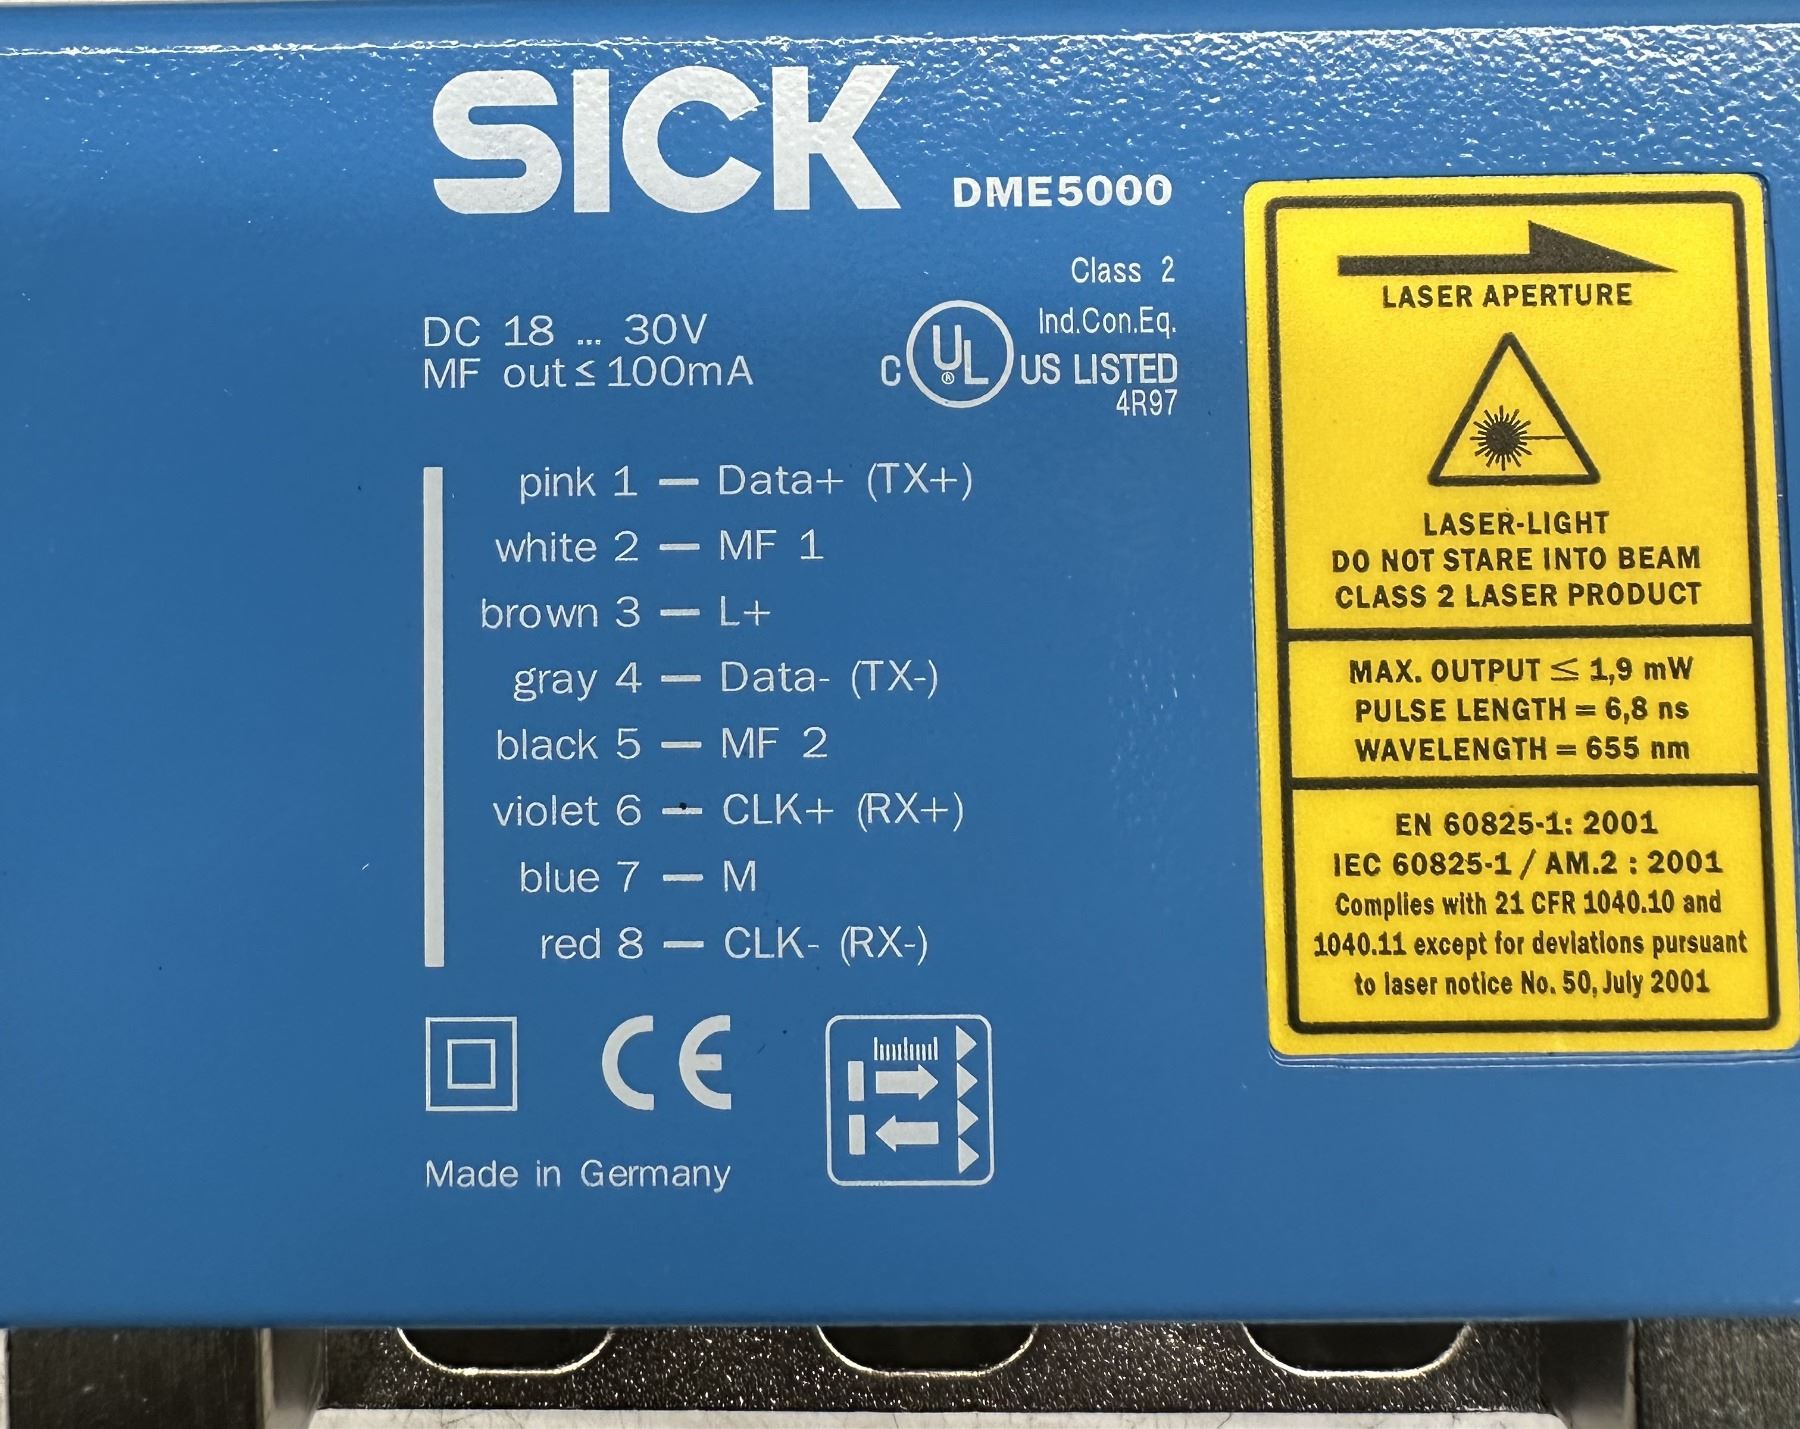 SICK DME5000
Class 2
DC 18 ... 30V
MF out ≤ 100mA
Ind.Con.Eq.
C UL® US LISTED
4R97
pink 1 — Data+ (TX+)
white 2 — MF 1
brown 3 — L+
gray 4 — Data- (TX-)
black 5 — MF 2
violet 6 — CLK+ (RX+)
blue 7 — M
red 8 — CLK- (RX-)
CE
Made in Germany
LASER APERTURE
LASER-LIGHT
DO NOT STARE INTO BEAM
CLASS 2 LASER PRODUCT
MAX. OUTPUT ≤ 1,9 mW
PULSE LENGTH = 6,8 ns
WAVELENGTH = 655 nm
EN 60825-1: 2001
IEC 60825-1 / AM.2 : 2001
Complies with 21 CFR 1040.10 and
1040.11 except for deviations pursuant
to laser notice No. 50, July 2001